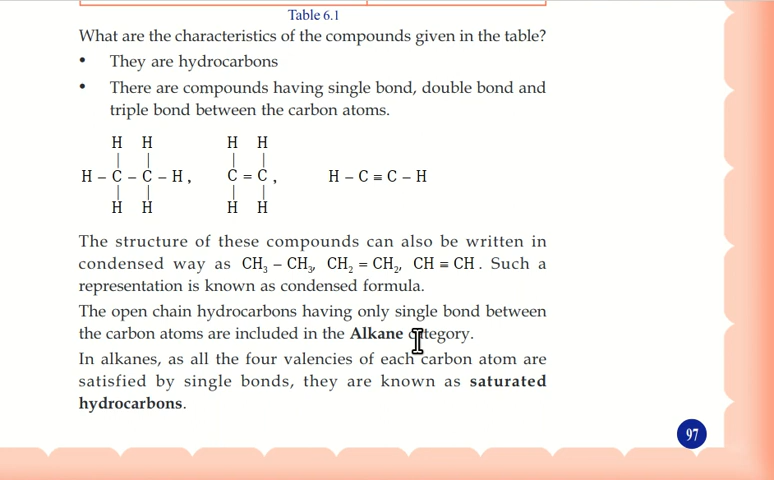 Table 6.1
What are the characteristics of the compounds given in the table?
• They are hydrocarbons
• There are compounds having single bond, double bond and
triple bond between the carbon atoms.
H H H H
| | | |
H – C – C – H, C = C, H – C ≡ C – H
| | | |
H H H H
The structure of these compounds can also be written in
condensed way as CH₃ – CH₃, CH₂ = CH₂, CH ≡ CH. Such a
representation is known as condensed formula.
The open chain hydrocarbons having only single bond between
the carbon atoms are included in the Alkane category.
In alkanes, as all the four valencies of each carbon atom are
satisfied by single bonds, they are known as saturated
hydrocarbons.
97